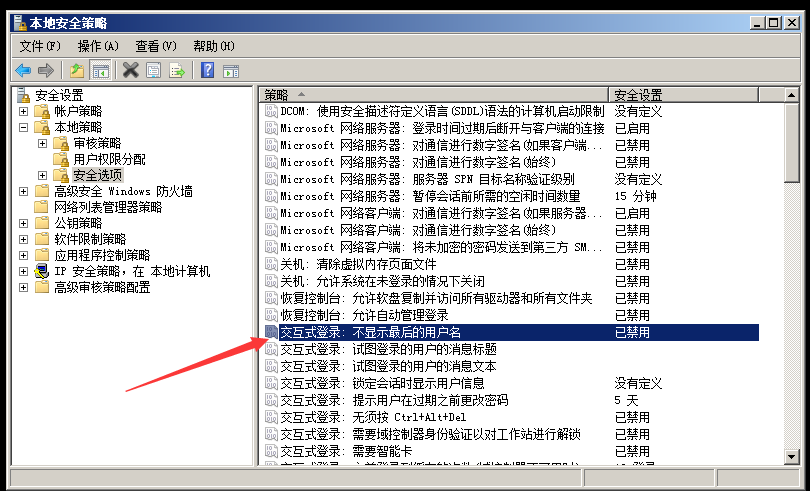 本地安全策略
文件(F) 操作(A) 查看(V) 帮助(H)
安全设置
帐户策略
本地策略
审核策略
用户权限分配
安全选项
高级安全 Windows 防火墙
网络列表管理器策略
公钥策略
软件限制策略
应用程序控制策略
IP 安全策略，在 本地计算机
高级审核策略配置
策略 安全设置
DCOM: 使用安全描述符定义语言(SDDL)语法的计算机启动限制 没有定义
Microsoft 网络服务器: 登录时间过期后断开与客户端的连接 已启用
Microsoft 网络服务器: 对通信进行数字签名(如果客户端... 已禁用
Microsoft 网络服务器: 对通信进行数字签名(始终) 已禁用
Microsoft 网络服务器: 服务器 SPN 目标名称验证级别 没有定义
Microsoft 网络服务器: 暂停会话前所需的空闲时间数量 15 分钟
Microsoft 网络客户端: 对通信进行数字签名(如果服务器... 已启用
Microsoft 网络客户端: 对通信进行数字签名(始终) 已禁用
Microsoft 网络客户端: 将未加密的密码发送到第三方 SM... 已禁用
关机: 清除虚拟内存页面文件 已禁用
关机: 允许系统在未登录的情况下关闭 已禁用
恢复控制台: 允许软盘复制并访问所有驱动器和所有文件夹 已禁用
恢复控制台: 允许自动管理登录 已禁用
交互式登录: 不显示最后的用户名 已禁用
交互式登录: 试图登录的用户的消息标题
交互式登录: 试图登录的用户的消息文本
交互式登录: 锁定会话时显示用户信息 没有定义
交互式登录: 提示用户在过期之前更改密码 5 天
交互式登录: 无须按 Ctrl+Alt+Del 已禁用
交互式登录: 需要域控制器身份验证以对工作站进行解锁 已禁用
交互式登录: 需要智能卡 已禁用